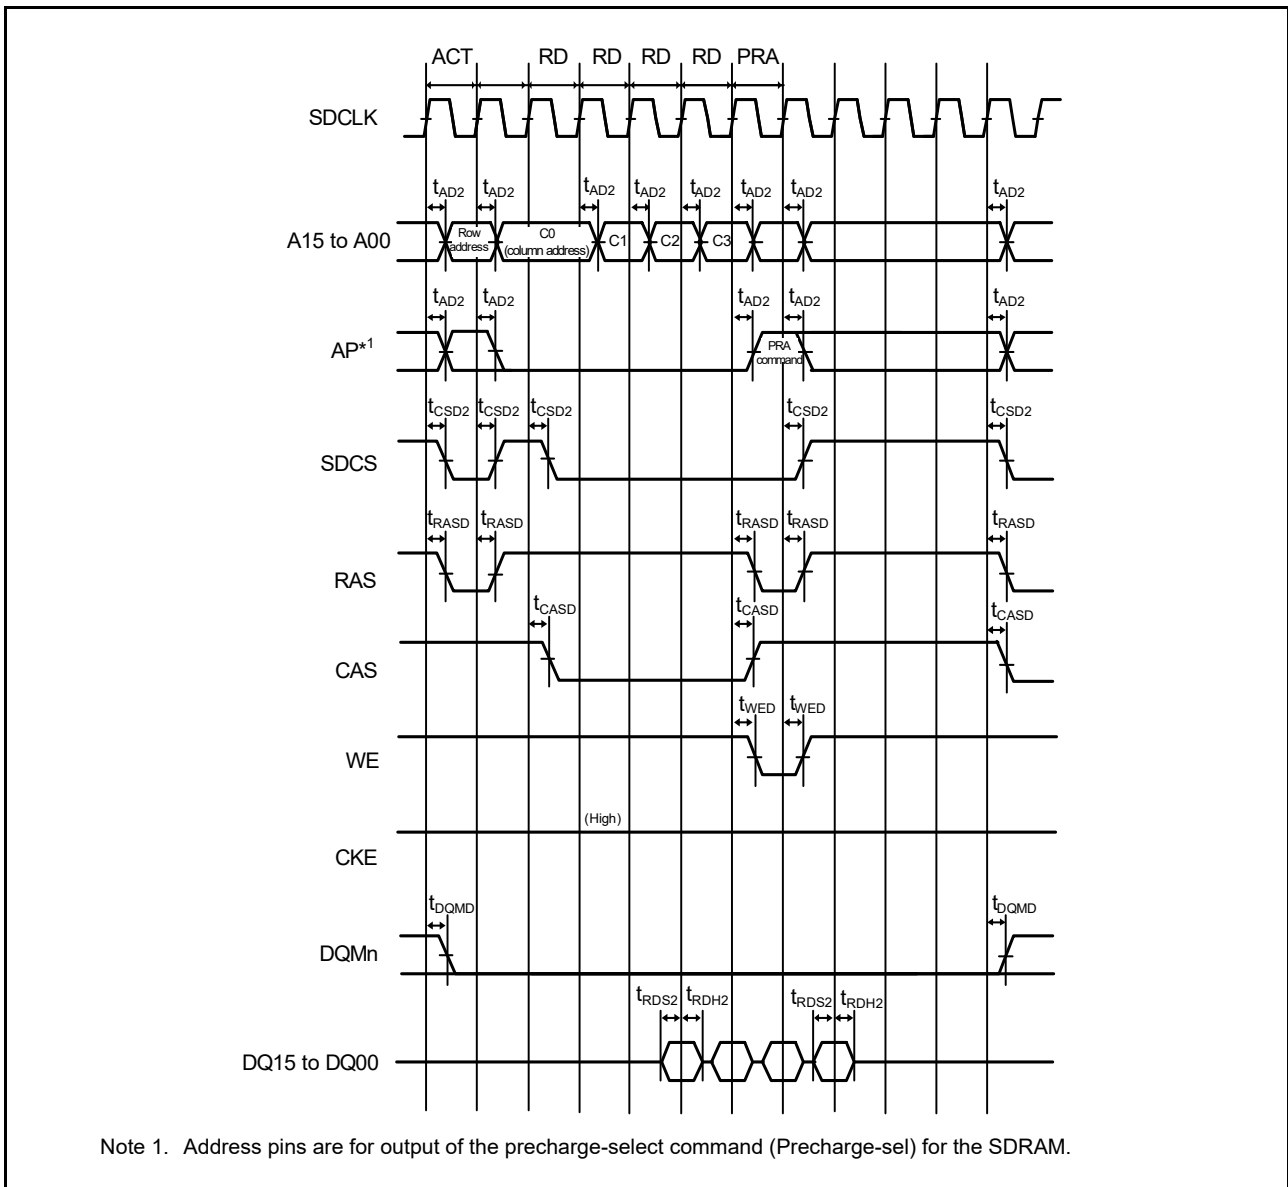 ACT RD RD RD RD PRA
SDCLK
tAD2 tAD2 tAD2 tAD2 tAD2 tAD2 tAD2 tAD2
A15 to A00
Row address
C0 (column address)
C1 C2 C3
tAD2 tAD2 tAD2 tAD2 tAD2
AP*1
PRA command
tCSD2 tCSD2 tCSD2 tCSD2 tCSD2
SDCS
tRASD tRASD tRASD tRASD tRASD
RAS
tCASD tCASD tCASD
CAS
tWED tWED
WE
(High)
CKE
tDQMD tDQMD
DQMn
tRDS2 tRDH2 tRDS2 tRDH2
DQ15 to DQ00
Note 1. Address pins are for output of the precharge-select command (Precharge-sel) for the SDRAM.